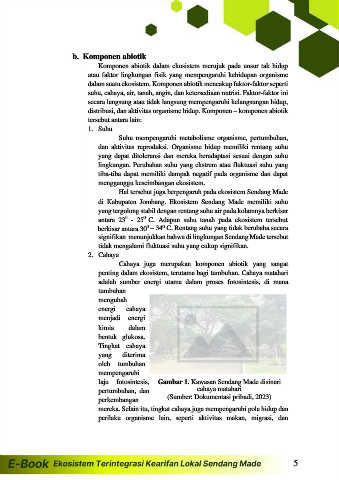 b. Komponen abiotik
Komponen abiotik dalam ekosistem merujuk pada unsur tak hidup
atau faktor lingkungan fisik yang mempengaruhi kehidupan organisme
dalam suatu ekosistem. Komponen abiotik mencakup faktor-faktor seperti
suhu, cahaya, air, tanah, angin, dan ketersediaan nutrisi. Faktor-faktor ini
secara langsung atau tidak langsung mempengaruhi kelangsungan hidup,
distribusi, dan aktivitas organisme hidup. Komponen – komponen abiotik
tersebut antara lain:
1. Suhu
Suhu mempengaruhi metabolisme organisme, pertumbuhan,
dan aktivitas reproduksi. Organisme hidup memiliki rentang suhu
yang dapat ditoleransi dan mereka beradaptasi sesuai dengan suhu
lingkungan. Perubahan suhu yang ekstrem atau fluktuasi suhu yang
tiba-tiba dapat memiliki dampak negatif pada organisme dan dapat
mengganggu keseimbangan ekosistem.
Hal tersebut juga berpengaruh pada ekosistem Sendang Made
di Kabupaten Jombang. Ekosistem Sendang Made memiliki suhu
yang tergolong stabil dengan rentang suhu air pada kolamnya berkisar
antara 23° - 25° C. Adapun suhu tanah pada ekosistem tersebut
berkisar antara 30° – 34° C. Rentang suhu yang tidak berubaha secara
signifikan menunjukkan bahwa di lingkungan Sendang Made tersebut
tidak mengalami fluktuasi suhu yang cukup signifikan.
2. Cahaya
Cahaya juga merupakan komponen abiotik yang sangat
penting dalam ekosistem, terutama bagi tumbuhan. Cahaya matahari
adalah sumber energi utama dalam proses fotosintesis, di mana
tumbuhan
mengubah
energi cahaya
menjadi energi
kimia dalam
bentuk glukosa.
Tingkat cahaya
yang diterima
oleh tumbuhan
mempengaruhi
laju fotosintesis,
pertumbuhan, dan
perkembangan
Gambar 1. Kawasan Sendang Made disinari
cahaya matahari
(Sumber: Dokumentasi pribadi, 2023)
mereka. Selain itu, tingkat cahaya juga mempengaruhi pola hidup dan
perilaku organisme lain, seperti aktivitas makan, migrasi, dan
E-Book Ekosistem Terintegrasi Kearifan Lokal Sendang Made 5